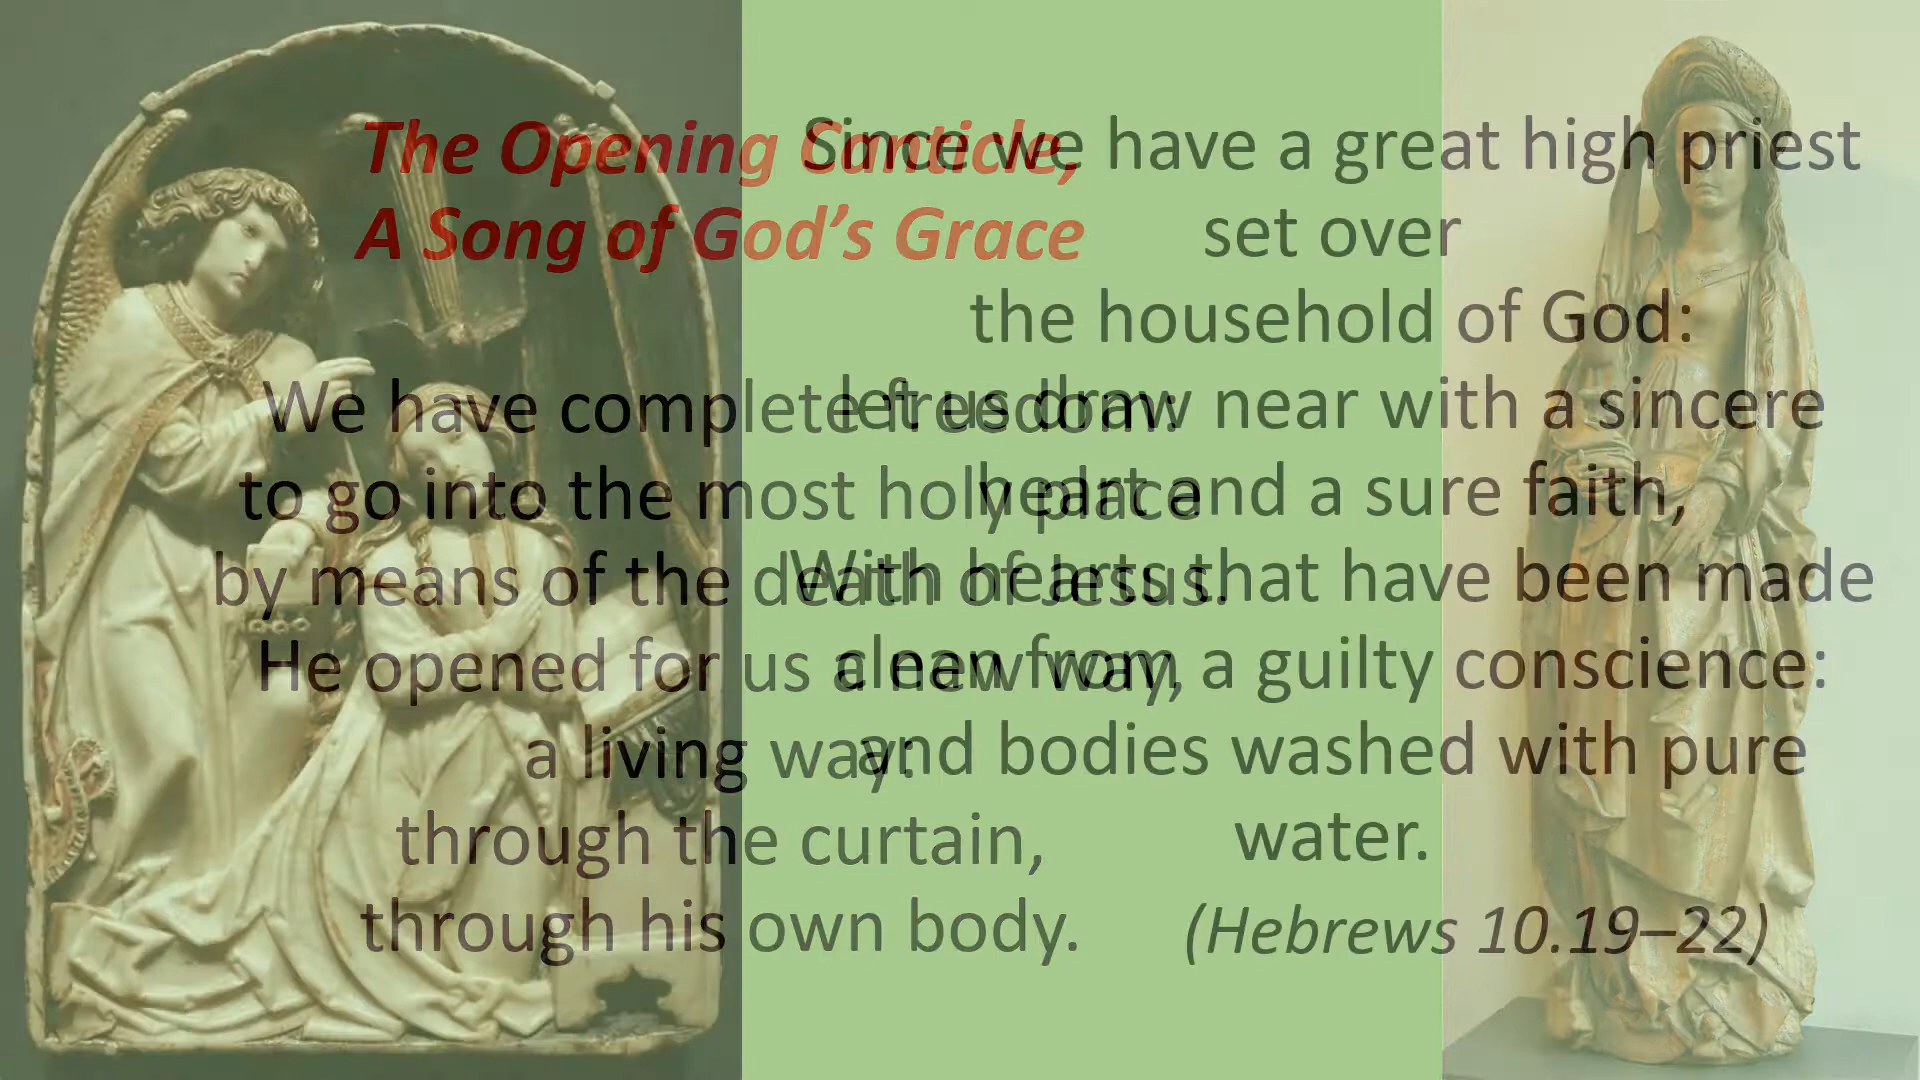 The Opening Canticle,
A Song of God’s Grace
We have complete freedom:
to go into the most holy place
by means of the death of Jesus.
He opened for us a new way,
a living way:
through the curtain,
through his own body.
Since we have a great high priest
set over
the household of God:
let us draw near with a sincere
heart and a sure faith,
With hearts that have been made
clean from a guilty conscience:
and bodies washed with pure
water.
(Hebrews 10.19–22)